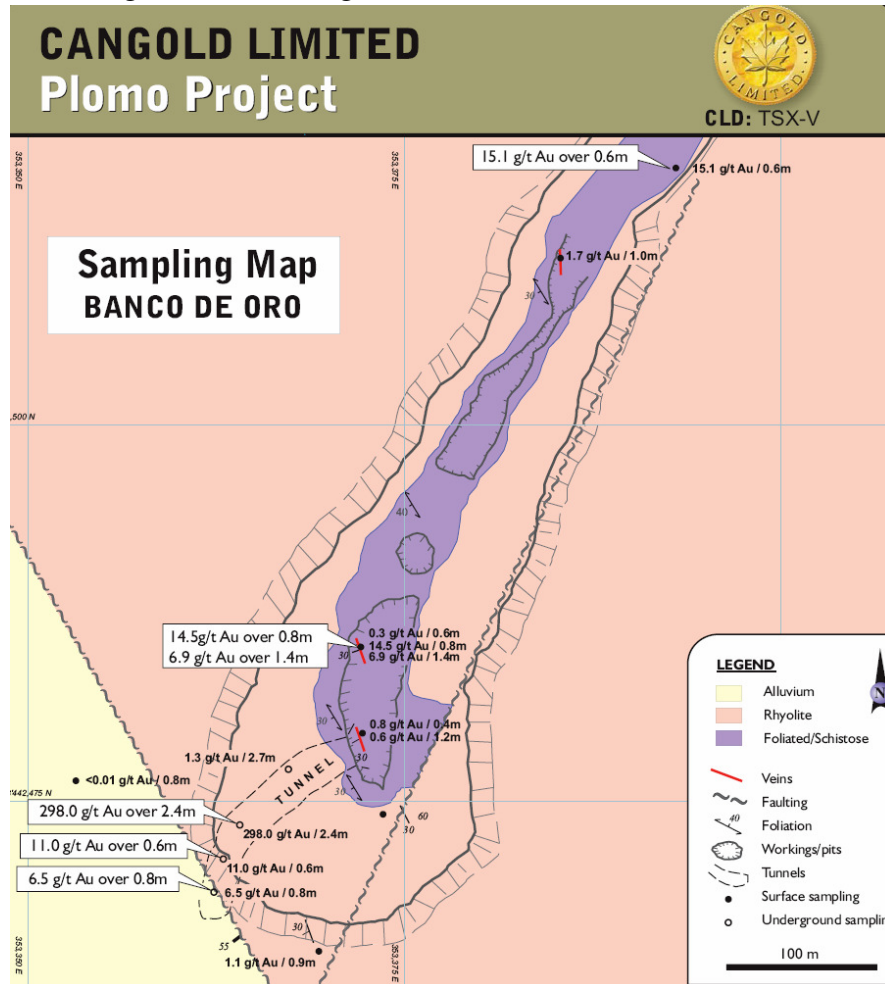 CANGOLD LIMITED
Plomo Project
CANGOLD
LIMITED
CLD: TSX-V
353,350 E
353,375 E
15.1 g/t Au over 0.6m
15.1 g/t Au / 0.6m
Sampling Map
BANCO DE ORO
1.7 g/t Au / 1.0m
30
,500 N
40
14.5g/t Au over 0.8m
6.9 g/t Au over 1.4m
0.3 g/t Au / 0.6m
14.5 g/t Au / 0.8m
6.9 g/t Au / 1.4m
30
30
0.8 g/t Au / 0.4m
0.6 g/t Au / 1.2m
30
1.3 g/t Au / 2.7m
TUNNEL
30
<0.01 g/t Au / 0.8m
'442,475 N
298.0 g/t Au over 2.4m
298.0 g/t Au / 2.4m
60
30
11.0 g/t Au over 0.6m
11.0 g/t Au / 0.6m
6.5 g/t Au over 0.8m
6.5 g/t Au / 0.8m
30
55
1.1 g/t Au / 0.9m
353,350 E
353,375 E
LEGEND
N
Alluvium
Rhyolite
Foliated/Schistose
Veins
Faulting
40
Foliation
Workings/pits
Tunnels
Surface sampling
Underground samplin
100 m